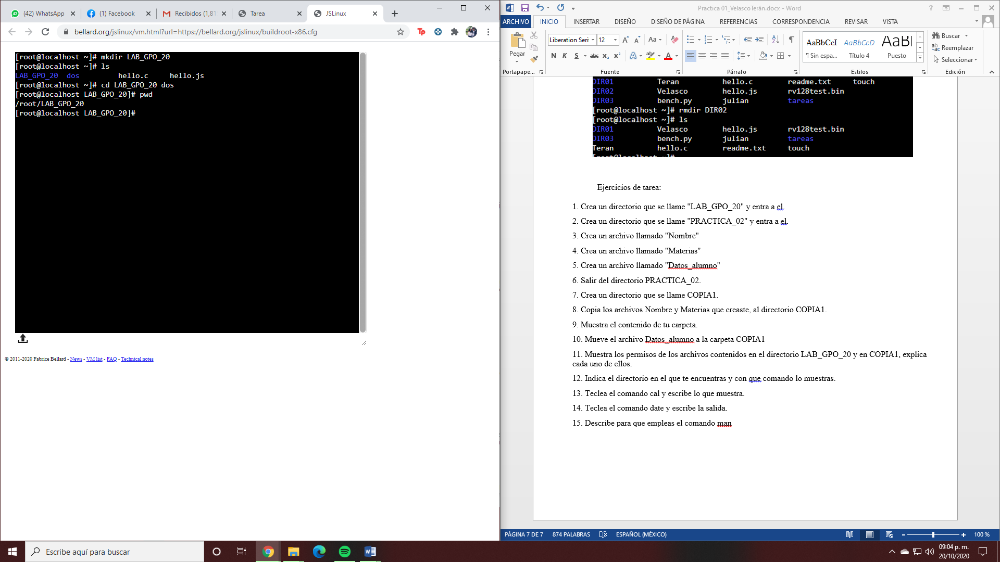 (42) WhatsApp
(1) Facebook
Recibidos (1,81
Tarea
JSLinux
bellard.org/jslinux/vm.html?url=https://bellard.org/jslinux/buildroot-x86.cfg
[root@localhost ~]# mkdir LAB_GPO_20
[root@localhost ~]# ls
LAB_GPO_20 dos hello.c hello.js
[root@localhost ~]# cd LAB_GPO_20 dos
[root@localhost LAB_GPO_20]# pwd
/root/LAB_GPO_20
[root@localhost LAB_GPO_20]#
© 2011-2020 Fabrice Bellard - News - VM list - FAQ - Technical notes
Practica 01_VelascoTerán.docx - Word
ARCHIVO INICIO INSERTAR DISEÑO DISEÑO DE PÁGINA REFERENCIAS CORRESPONDENCIA REVISAR VISTA
Pegar
Portapape...
Liberation Seri 12
N K S abc x₂ x²
Fuente
Párrafo
AaBbCcI AaBbCcD AaBl
¶ Sin espa... Título 4 Puesto
Estilos
Buscar
Reemplazar
Seleccionar
Edición
DIR01 Teran hello.c readme.txt touch
DIR02 Velasco hello.js rv128test.bin
DIR03 bench.py julian tareas
[root@localhost ~]# rmdir DIR02
[root@localhost ~]# ls
DIR01 Velasco hello.js rv128test.bin
DIR03 bench.py julian tareas
Teran hello.c readme.txt touch
[root@localhost ~]#
Ejercicios de tarea:
1. Crea un directorio que se llame "LAB_GPO_20" y entra a el.
2. Crea un directorio que se llame "PRACTICA_02" y entra a el.
3. Crea un archivo llamado "Nombre"
4. Crea un archivo llamado "Materias"
5. Crea un archivo llamado "Datos_alumno"
6. Salir del directorio PRACTICA_02.
7. Crea un directorio que se llame COPIA1.
8. Copia los archivos Nombre y Materias que creaste, al directorio COPIA1.
9. Muestra el contenido de tu carpeta.
10. Mueve el archivo Datos_alumno a la carpeta COPIA1
11. Muestra los permisos de los archivos contenidos en el directorio LAB_GPO_20 y en COPIA1, explica
cada uno de ellos.
12. Indica el directorio en el que te encuentras y con que comando lo muestras.
13. Teclea el comando cal y escribe lo que muestra.
14. Teclea el comando date y escribe la salida.
15. Describe para que empleas el comando man
PÁGINA 7 DE 7 874 PALABRAS ESPAÑOL (MÉXICO) 100 %
Escribe aquí para buscar
09:04 p. m.
20/10/2020